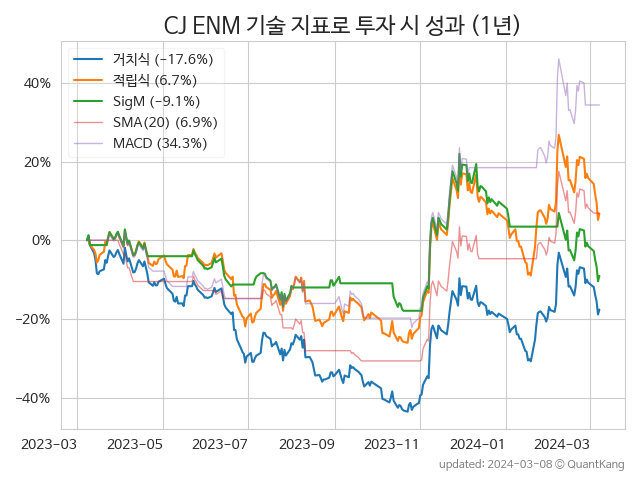 CJ ENM 기술 지표로 투자 시 성과 (1년)
거치식 (−17.6%)
적립식 (6.7%)
SigM (−9.1%)
SMA(20) (6.9%)
MACD (34.3%)
40%
20%
0%
−20%
−40%
2023−03
2023−05
2023−07
2023−09
2023−11
2024−01
2024−03
updated: 2024−03−08 © QuantKang